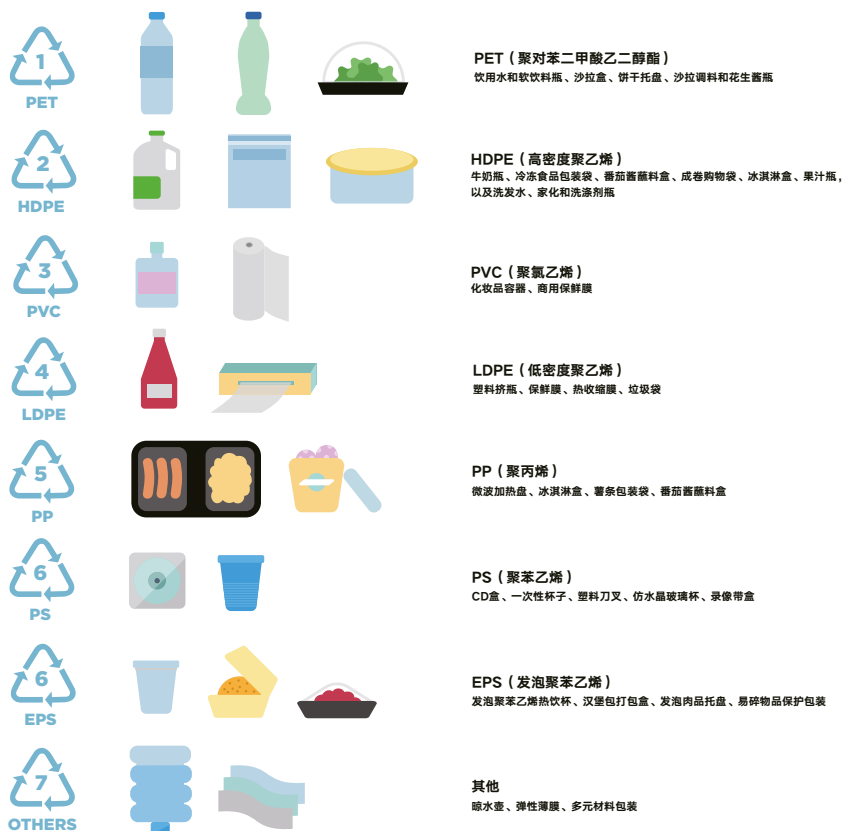 1
PET
PET（聚对苯二甲酸乙二醇酯）
饮用水和软饮料瓶、沙拉盒、饼干托盘、沙拉调料和花生酱瓶
2
HDPE
HDPE（高密度聚乙烯）
牛奶瓶、冷冻食品包装袋、番茄酱蘸料盒、成卷购物袋、冰淇淋盒、果汁瓶，
以及洗发水、家化和洗涤剂瓶
3
PVC
PVC（聚氯乙烯）
化妆品容器、商用保鲜膜
4
LDPE
LDPE（低密度聚乙烯）
塑料挤瓶、保鲜膜、热收缩膜、垃圾袋
5
PP
PP（聚丙烯）
微波加热盘、冰淇淋盒、薯条包装袋、番茄酱蘸料盒
6
PS
PS（聚苯乙烯）
CD盒、一次性杯子、塑料刀叉、仿水晶玻璃杯、录像带盒
6
EPS
EPS（发泡聚苯乙烯）
发泡聚苯乙烯热饮杯、汉堡包打包盒、发泡肉品托盘、易碎物品保护包装
7
OTHERS
其他
晾水壶、弹性薄膜、多元材料包装